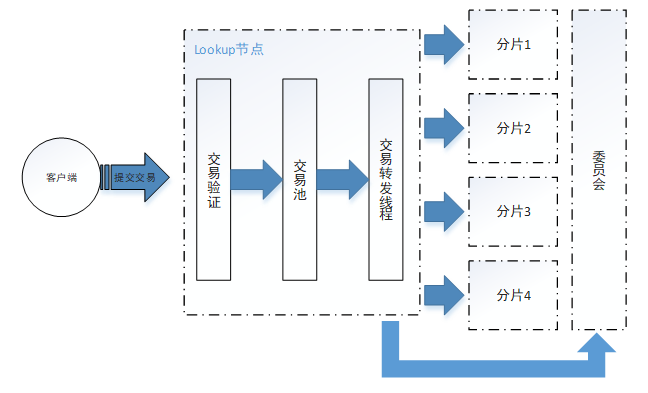 Lookup节点
客户端
提交交易
交易验证
交易池
交易转发线程
分片1
分片2
分片3
分片4
委员会